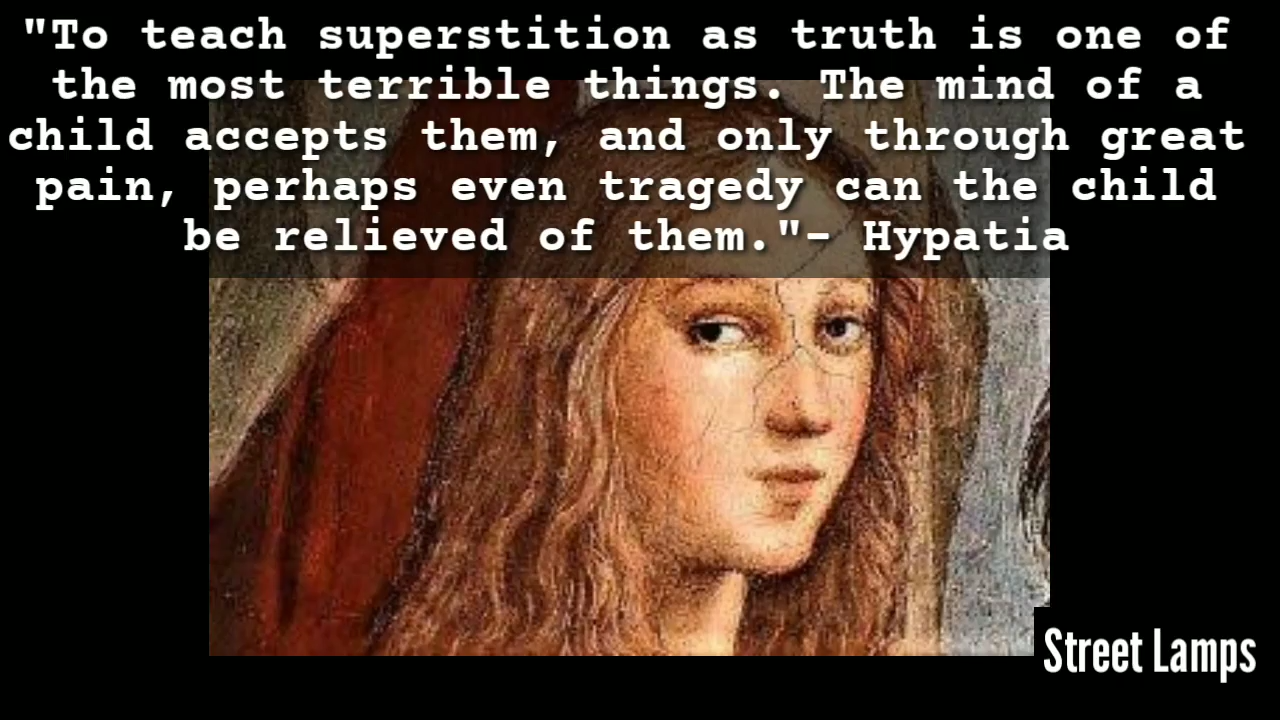 "To teach superstition as truth is one of
the most terrible things. The mind of a
child accepts them, and only through great
pain, perhaps even tragedy can the child
be relieved of them."- Hypatia
Street Lamps